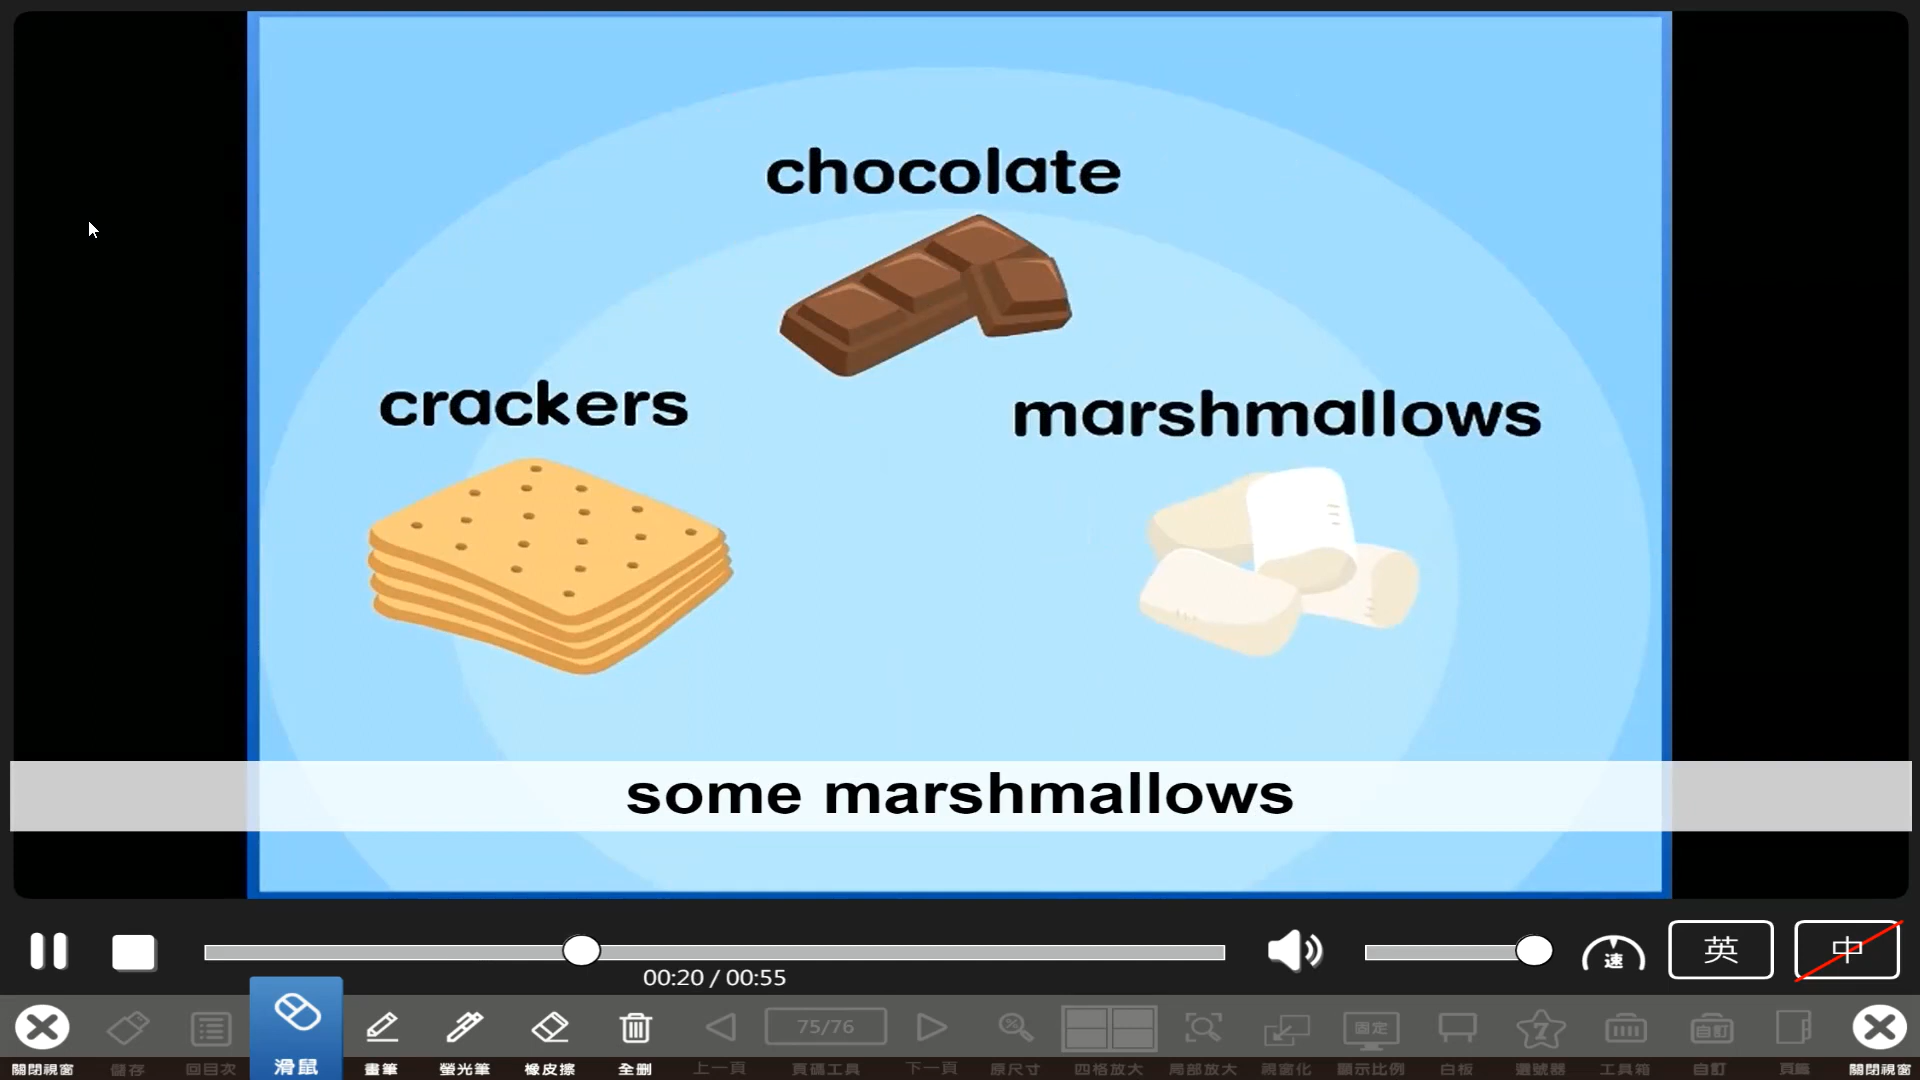 chocolate
crackers
marshmallows
some marshmallows
00:20 / 00:55
速
英
中
75/76
固定
7
自訂
關閉視窗 儲存 回目次 滑鼠 畫筆 螢光筆 橡皮擦 全刪 上一頁 頁碼工具 下一頁 原尺寸 四格放大 局部放大 視窗化 顯示比例 白板 選號器 工具箱 自訂 頁籤 關閉視窗